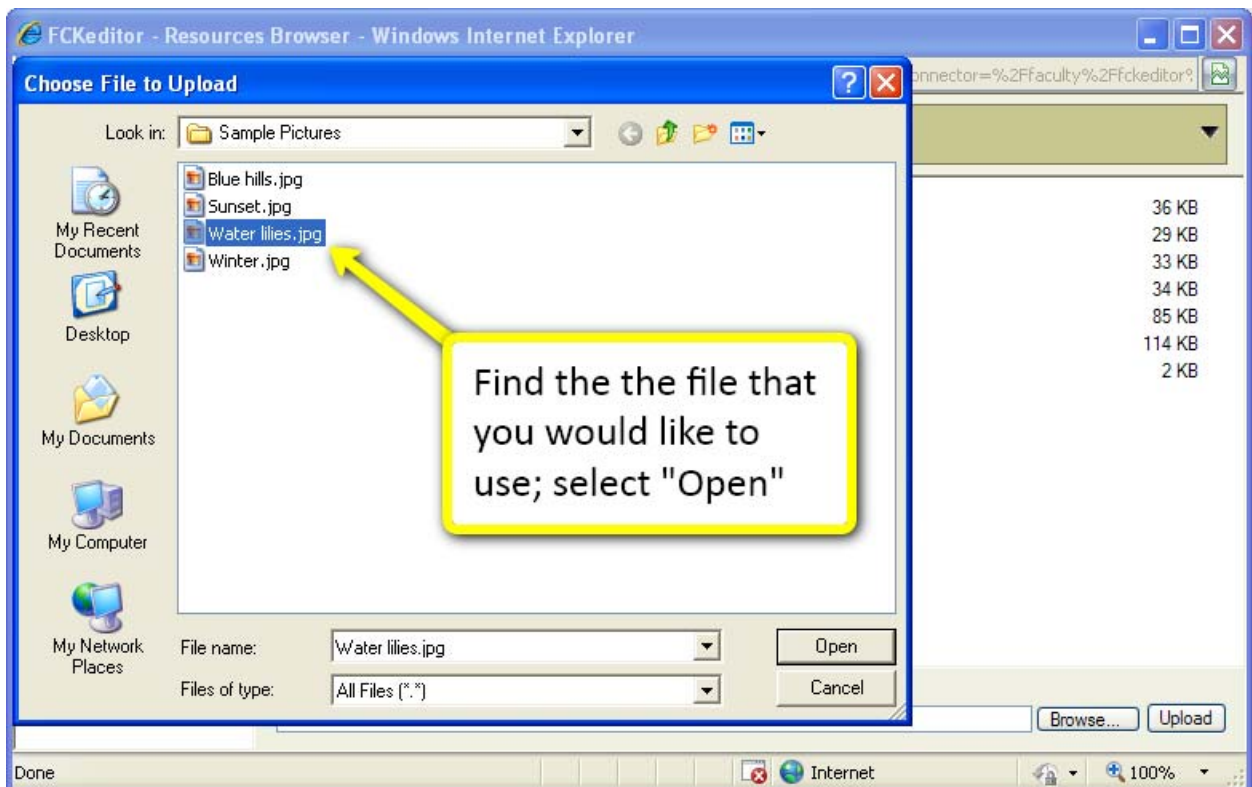 FCKeditor - Resources Browser - Windows Internet Explorer
Choose File to Upload
onnector=%2Ffaculty%2Ffckeditor%
Look in:
Sample Pictures
Blue hills.jpg
Sunset.jpg
Water lilies.jpg
Winter.jpg
My Recent
Documents
Desktop
My Documents
My Computer
My Network
Places
36 KB
29 KB
33 KB
34 KB
85 KB
114 KB
2 KB
Find the the file that
you would like to
use; select "Open"
File name:
Water lilies.jpg
Open
Files of type:
All Files (*.*)
Cancel
Browse...
Upload
Done
Internet
100%